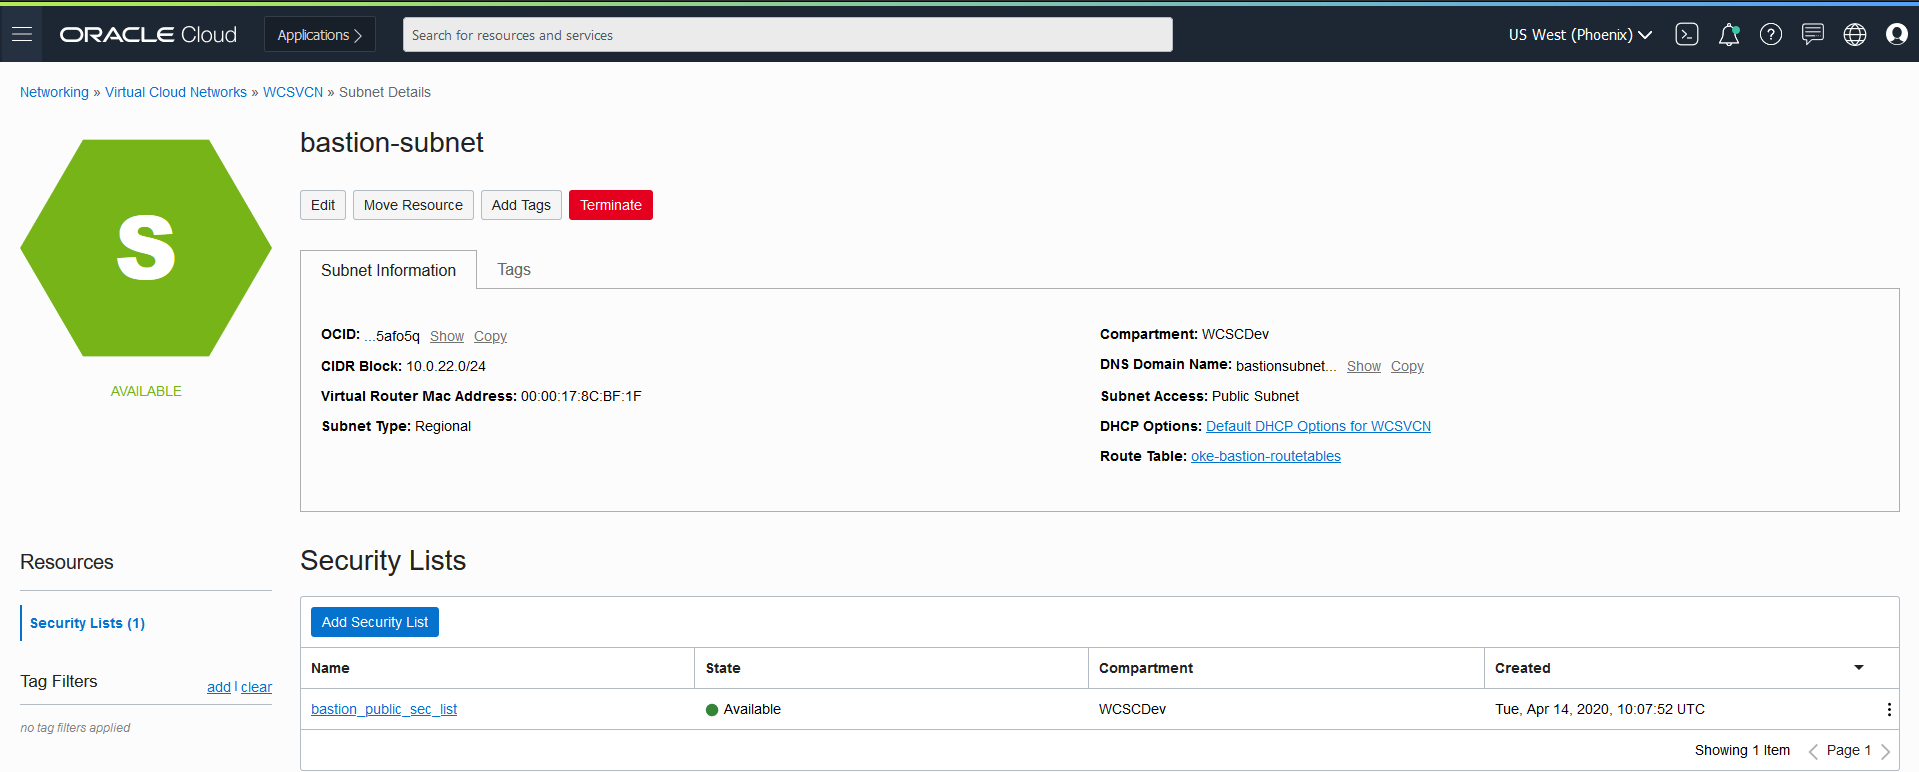 ORACLE Cloud Applications Search for resources and services US West (Phoenix)
Networking » Virtual Cloud Networks » WCSVCN » Subnet Details
S
AVAILABLE
bastion-subnet
Edit Move Resource Add Tags Terminate
Subnet Information Tags
OCID: ...5afo5q Show Copy
CIDR Block: 10.0.22.0/24
Virtual Router Mac Address: 00:00:17:8C:BF:1F
Subnet Type: Regional
Compartment: WCSCDev
DNS Domain Name: bastionsubnet... Show Copy
Subnet Access: Public Subnet
DHCP Options: Default DHCP Options for WCSVCN
Route Table: oke-bastion-routetables
Resources
Security Lists (1)
Tag Filters add | clear
no tag filters applied
Security Lists
Add Security List
Name State Compartment Created
bastion_public_sec_list Available WCSCDev Tue, Apr 14, 2020, 10:07:52 UTC
Showing 1 Item Page 1